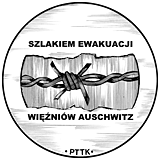 SZLAKIEM EWAKUACJI
WIĘŹNIÓW AUSCHWITZ
• PTTK •